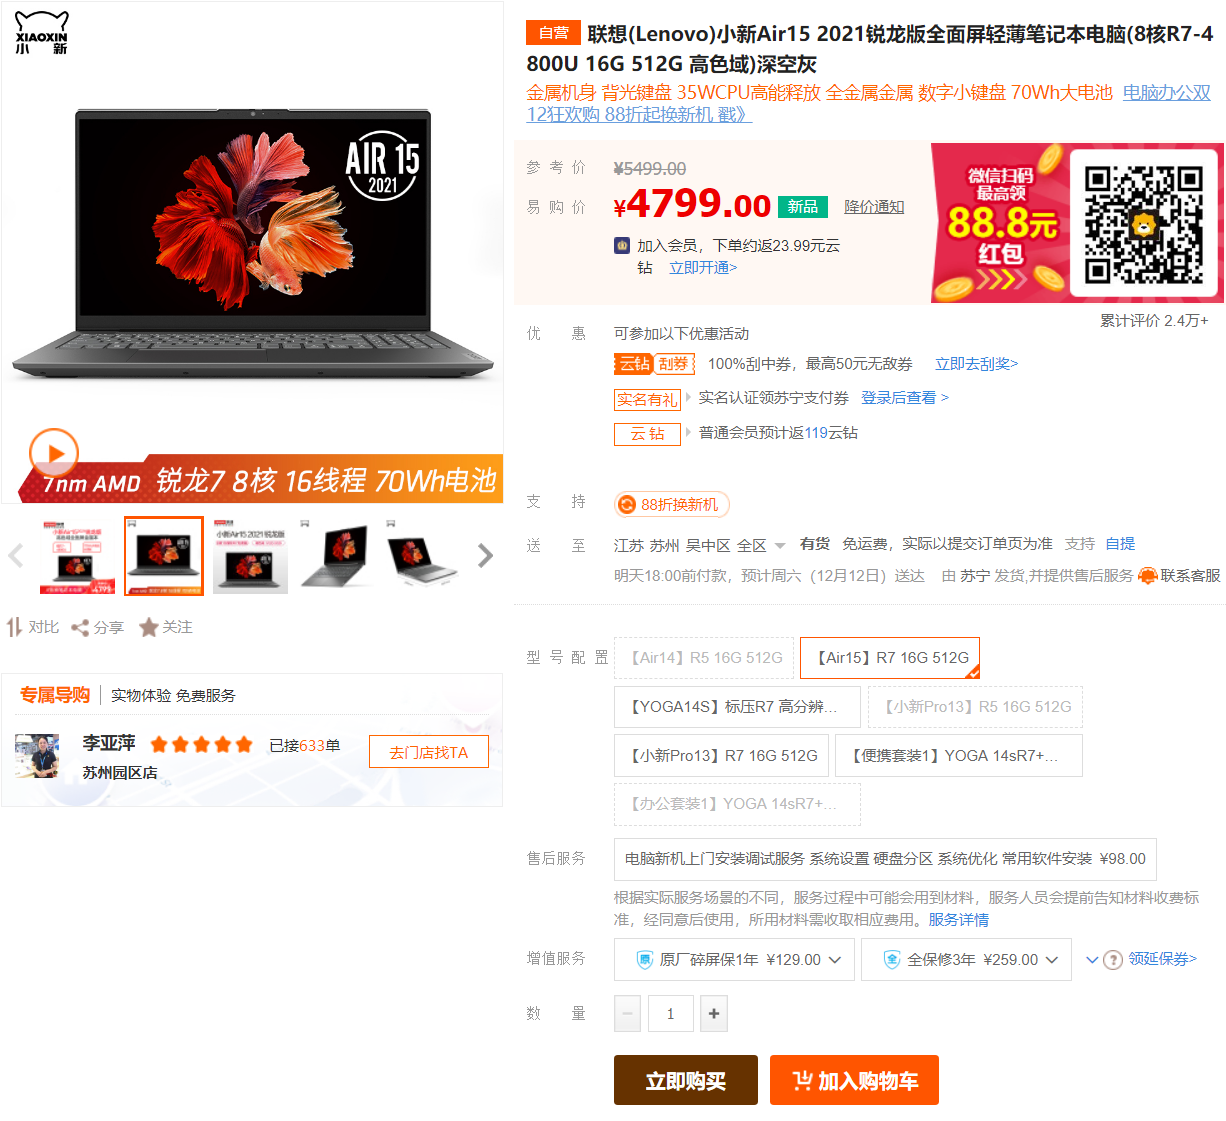 XIAOXIN
小 新
AIR 15
2021
7nm AMD 锐龙7 8核 16线程 70Wh电池
对比 分享 关注
专属导购 实物体验 免费服务
李亚萍 已接633单 去门店找TA
苏州园区店
自营 联想(Lenovo)小新Air15 2021锐龙版全面屏轻薄笔记本电脑(8核R7-4
800U 16G 512G 高色域)深空灰
金属机身 背光键盘 35WCPU高能释放 全金属金属 数字小键盘 70Wh大电池 电脑办公双
12狂欢购 88折起换新机 戳》
参考价 ¥5499.00
易购价 ¥4799.00 新品 降价通知
加入会员，下单约返23.99元云
钻 立即开通>
微信扫码
最高领
88.8元
红包
累计评价 2.4万+
优惠 可参加以下优惠活动
云钻 刮券 100%刮中券，最高50元无敌券 立即去刮奖>
实名有礼 实名认证领苏宁支付券 登录后查看 >
云 钻 普通会员预计返119云钻
支持 88折换新机
送至 江苏 苏州 吴中区 全区 有货 免运费，实际以提交订单页为准 支持 自提
明天18:00前付款，预计周六（12月12日）送达 由 苏宁 发货,并提供售后服务 联系客服
型号配置 【Air14】R5 16G 512G 【Air15】R7 16G 512G
【YOGA14S】标压R7 高分辨... 【小新Pro13】R5 16G 512G
【小新Pro13】R7 16G 512G 【便携套装1】YOGA 14sR7+...
【办公套装1】YOGA 14sR7+...
售后服务 电脑新机上门安装调试服务 系统设置 硬盘分区 系统优化 常用软件安装 ¥98.00
根据实际服务场景的不同，服务过程中可能会用到材料，服务人员会提前告知材料收费标
准，经同意后使用，所用材料需收取相应费用。服务详情
增值服务 原 原厂碎屏保1年 ¥129.00 全 全保修3年 ¥259.00 ? 领延保券>
数量 − 1 +
立即购买 加入购物车